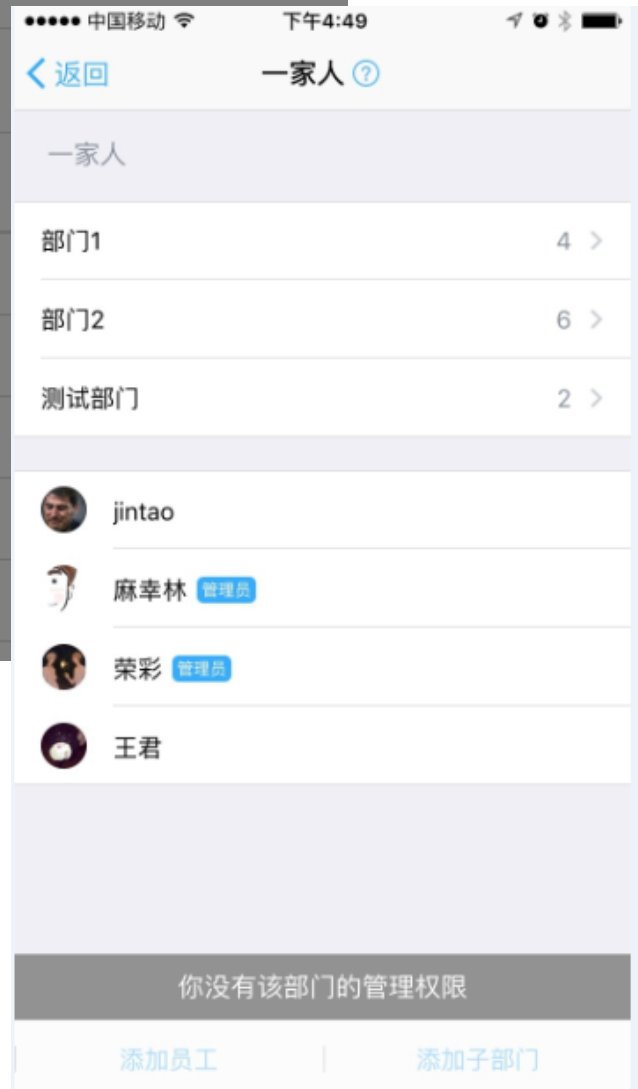 中国移动 下午4:49
返回 一家人 ?
一家人
部门1 4
部门2 6
测试部门 2
jintao
麻幸林 管理员
荣彩 管理员
王君
你没有该部门的管理权限
添加员工 添加子部门